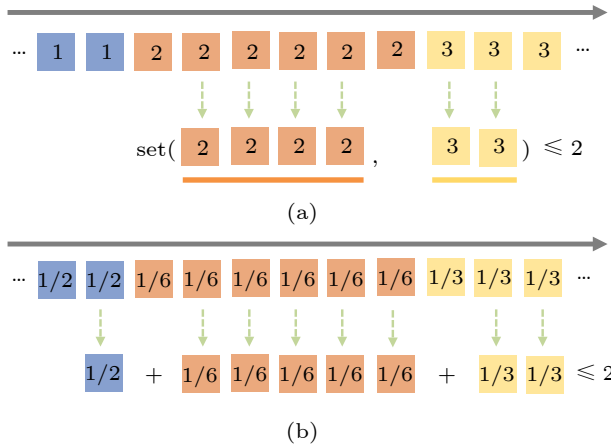 ... 1 1 2 2 2 2 2 2 3 3 3 ...
set( 2 2 2 2 , 3 3 ) ⩽ 2
(a)
... 1/2 1/2 1/6 1/6 1/6 1/6 1/6 1/6 1/3 1/3 1/3 ...
1/2 + 1/6 1/6 1/6 1/6 1/6 + 1/3 1/3 ⩽ 2
(b)